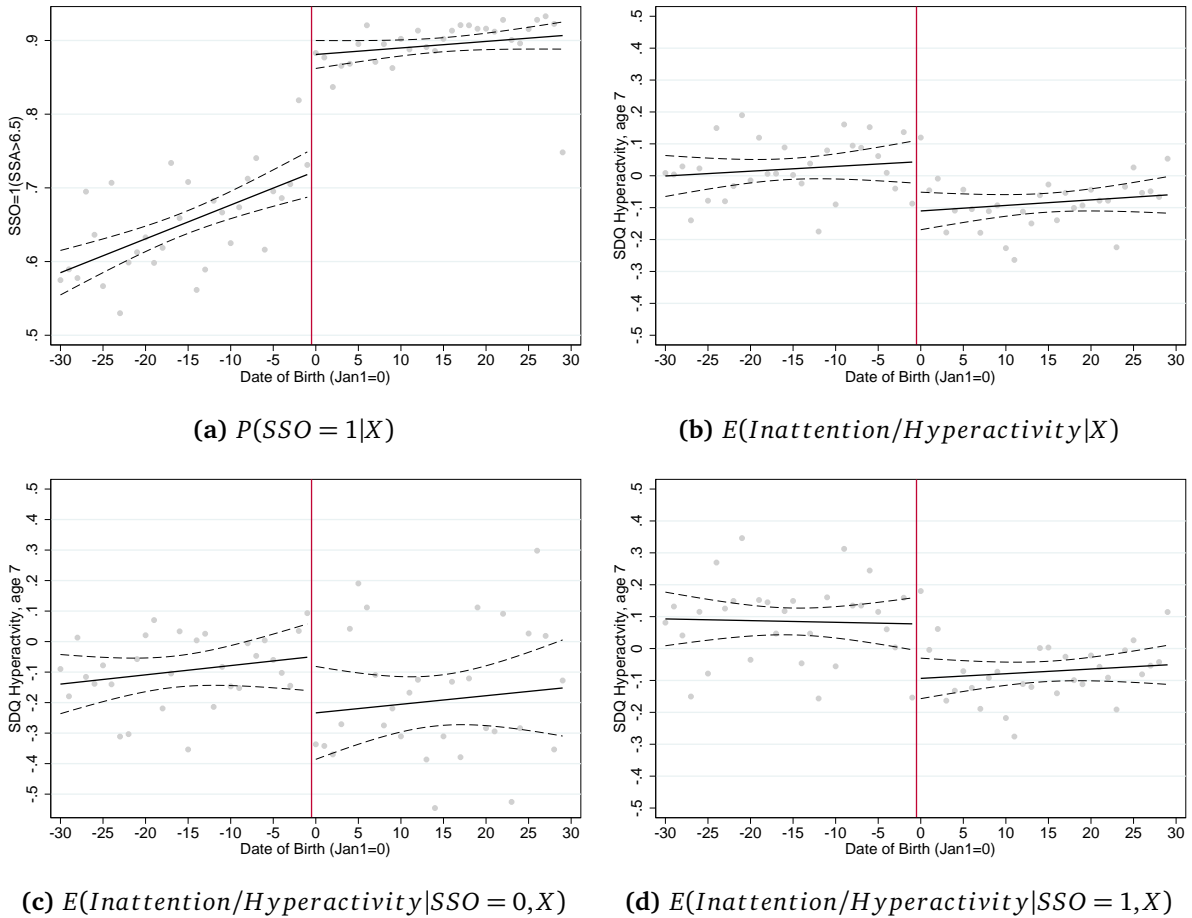 .9
.8
.7
.6
.5
SSO=1(SSA>6.5)
-30 -25 -20 -15 -10 -5 0 5 10 15 20 25 30
Date of Birth (Jan1=0)
(a) P(SSO = 1|X)
.5
.4
.3
.2
.1
0
-.1
-.2
-.3
-.4
-.5
SDQ Hyperactvity, age 7
-30 -25 -20 -15 -10 -5 0 5 10 15 20 25 30
Date of Birth (Jan1=0)
(b) E(Inattention/Hyperactivity|X)
.5
.4
.3
.2
.1
0
-.1
-.2
-.3
-.4
-.5
SDQ Hyperactvity, age 7
-30 -25 -20 -15 -10 -5 0 5 10 15 20 25 30
Date of Birth (Jan1=0)
(c) E(Inattention/Hyperactivity|SSO = 0, X)
.5
.4
.3
.2
.1
0
-.1
-.2
-.3
-.4
-.5
SDQ Hyperactvity, age 7
-30 -25 -20 -15 -10 -5 0 5 10 15 20 25 30
Date of Birth (Jan1=0)
(d) E(Inattention/Hyperactivity|SSO = 1, X)